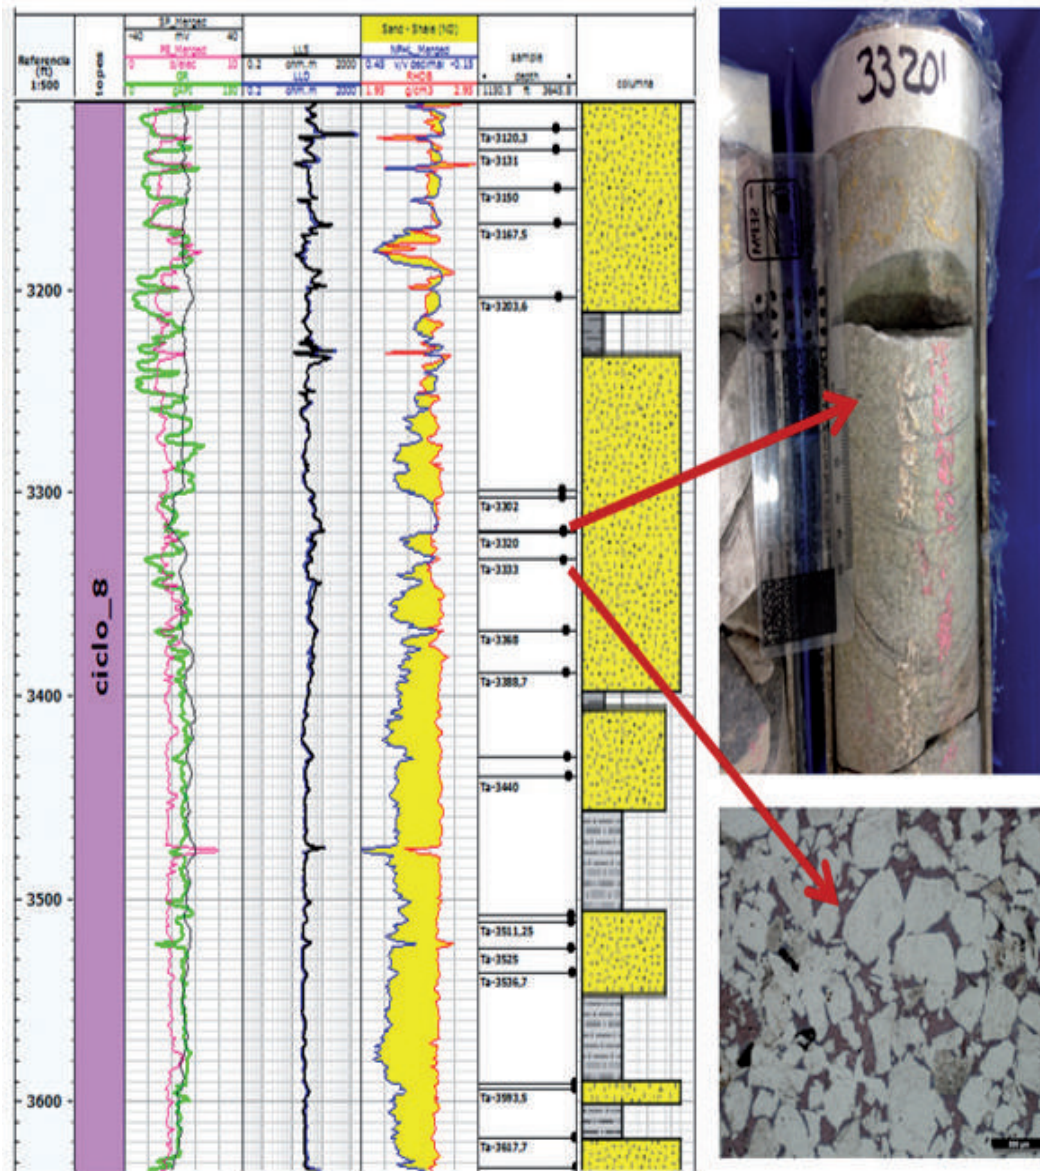 Referencia
(ft)
1:500
topes
SP_Merged
-40 mV 40
PE_Merged
0 b/elec 10
GR
0 gAPI 150
LLS
0.2 ohm.m 2000
LLD
0.2 ohm.m 2000
Sand - Shale (ND)
NPHI_Merged
0.45 v/v decimal -0.15
RHOB
1.95 g/cm3 2.95
sample
depth
ft
columna
ciclo_8
3200
3300
3400
3500
3600
Ta-3120,3
Ta-3131
Ta-3150
Ta-3167,5
Ta-3203,6
Ta-3302
Ta-3320
Ta-3333
Ta-3368
Ta-3388,7
Ta-3440
Ta-3511,25
Ta-3525
Ta-3536,7
Ta-3593,5
Ta-3617,7
3320'